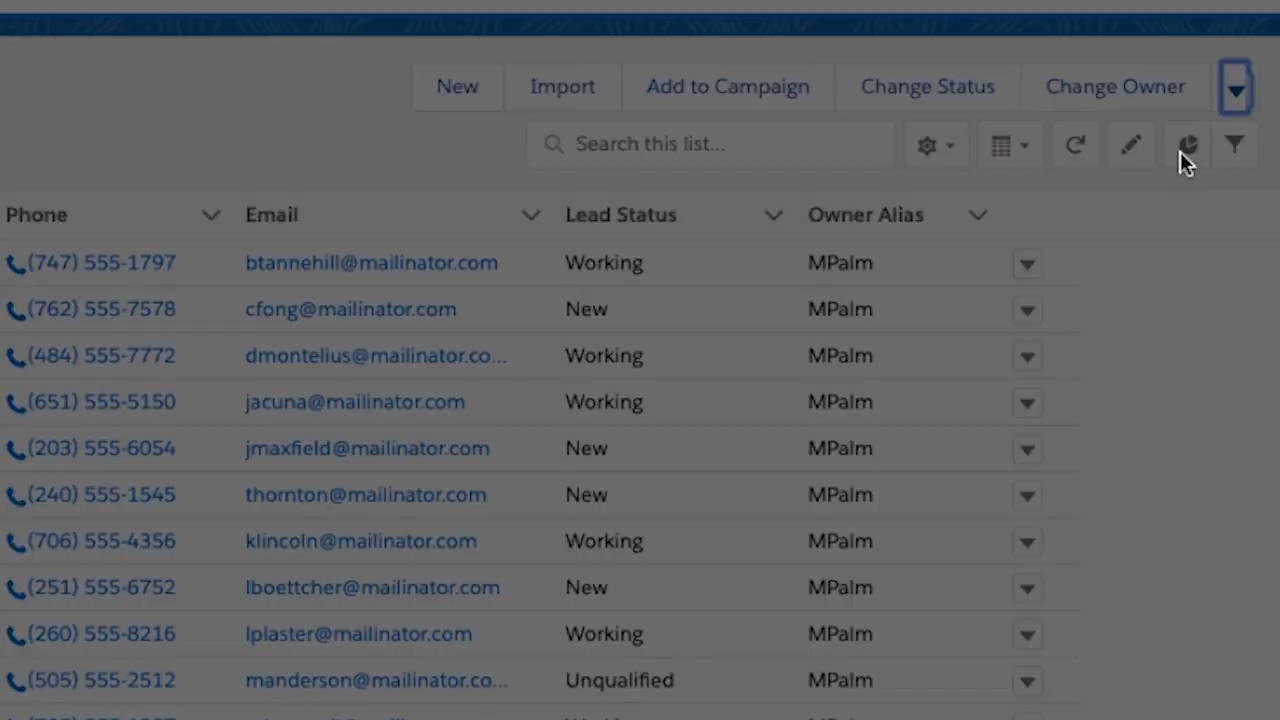 New Import Add to Campaign Change Status Change Owner
Search this list...
Phone Email Lead Status Owner Alias
(747) 555-1797 btannehill@mailinator.com Working MPalm
(762) 555-7578 cfong@mailinator.com New MPalm
(484) 555-7772 dmontelius@mailinator.co... Working MPalm
(651) 555-5150 jacuna@mailinator.com Working MPalm
(203) 555-6054 jmaxfield@mailinator.com New MPalm
(240) 555-1545 thornton@mailinator.com New MPalm
(706) 555-4356 klincoln@mailinator.com Working MPalm
(251) 555-6752 lboettcher@mailinator.com New MPalm
(260) 555-8216 lplaster@mailinator.com Working MPalm
(505) 555-2512 manderson@mailinator.co... Unqualified MPalm